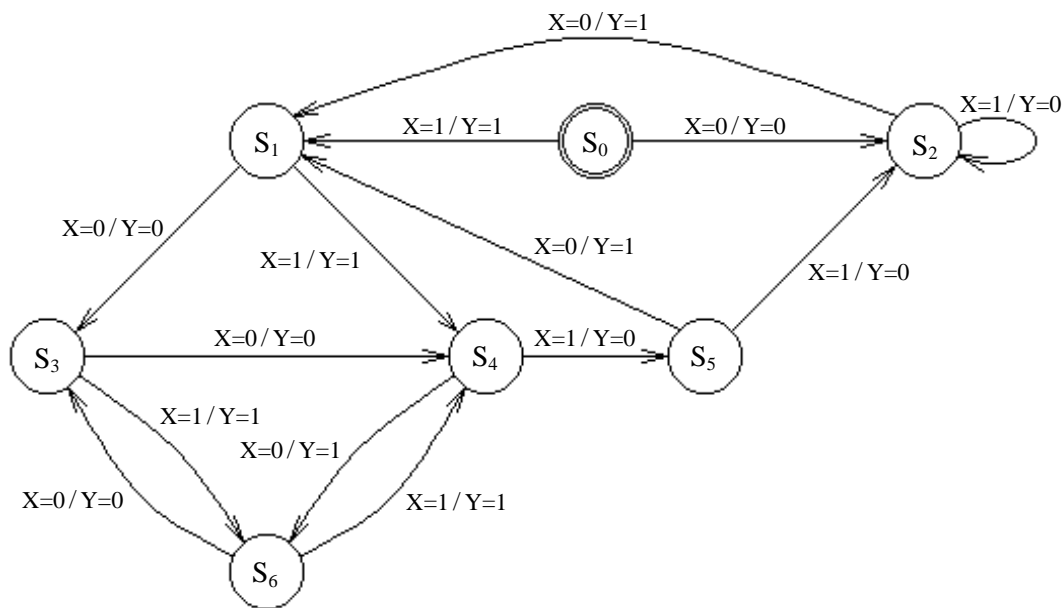 X=0 / Y=1
X=1 / Y=0
X=1 / Y=1
X=0 / Y=0
S₁
S₀
S₂
X=0 / Y=0
X=0 / Y=1
X=1 / Y=1
X=1 / Y=0
X=0 / Y=0
X=1 / Y=0
S₃
S₄
S₅
X=1 / Y=1
X=0 / Y=1
X=0 / Y=0
X=1 / Y=1
S₆